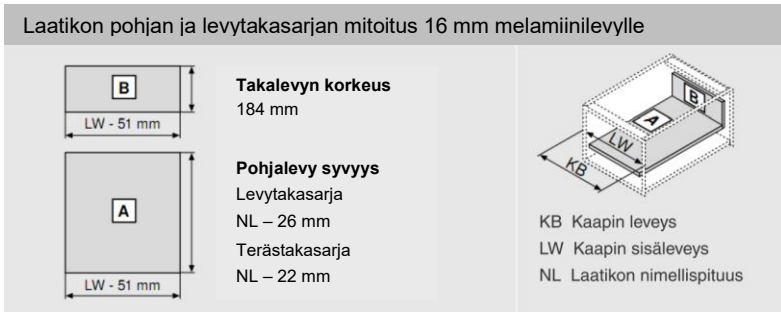 Laatikon pohjan ja levytakasarjan mitoitus 16 mm melamiinilevylle
B
LW - 51 mm
Takalevyn korkeus
184 mm
A
LW - 51 mm
Pohjalevy syvyys
Levytakasarja
NL – 26 mm
Terästakasarja
NL – 22 mm
B
A
LW
KB
KB Kaapin leveys
LW Kaapin sisäleveys
NL Laatikon nimellispituus